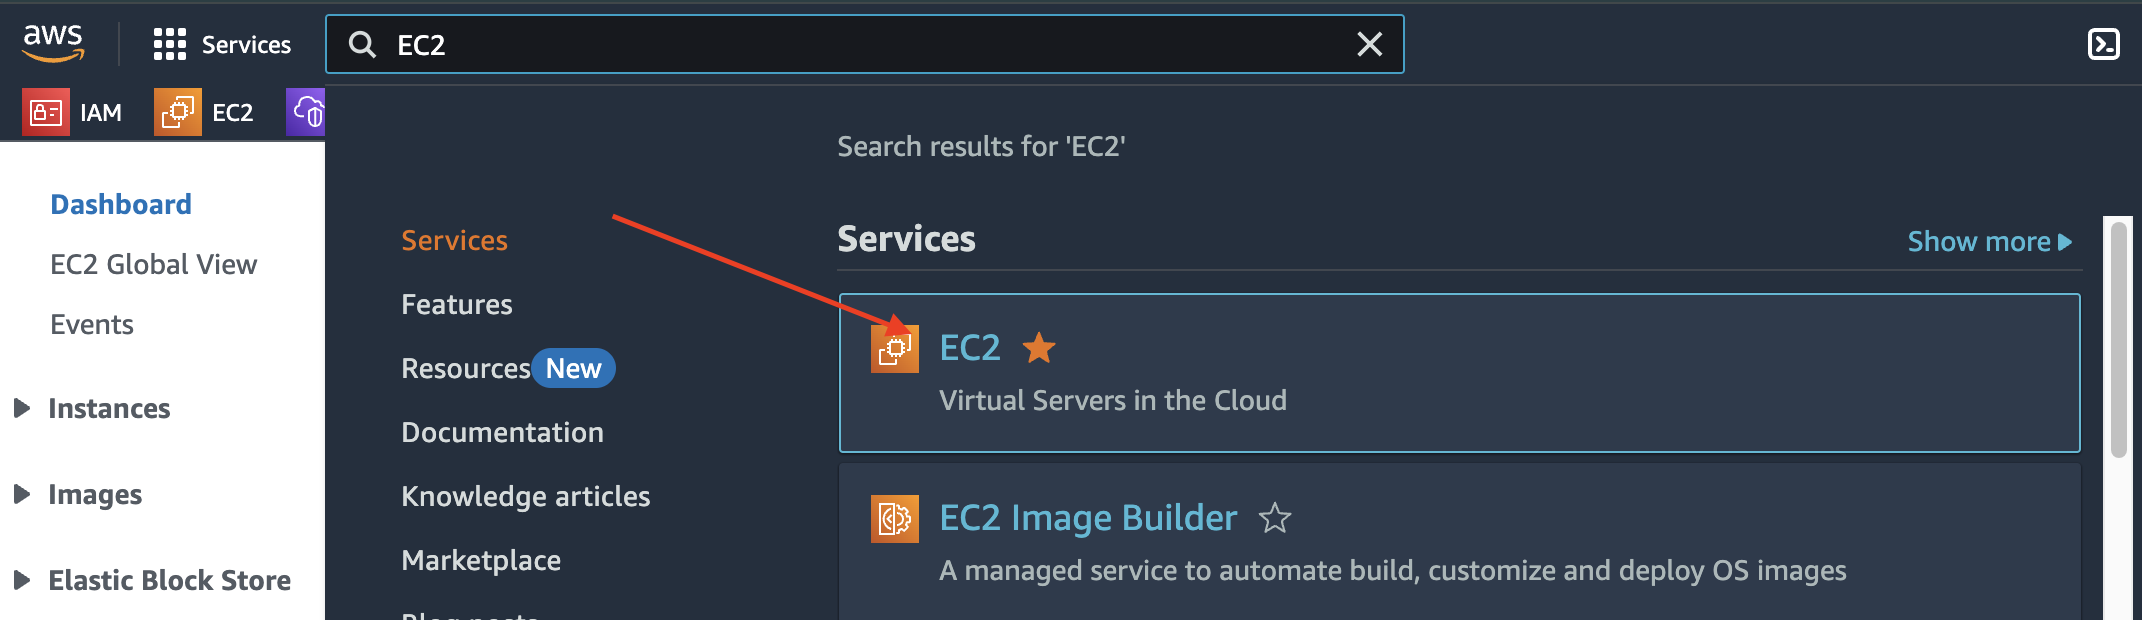 aws
Services
EC2
IAM
EC2
Search results for 'EC2'
Dashboard
EC2 Global View
Events
Instances
Images
Elastic Block Store
Services
Features
Resources New
Documentation
Knowledge articles
Marketplace
Blog posts
Services
Show more
EC2
Virtual Servers in the Cloud
EC2 Image Builder
A managed service to automate build, customize and deploy OS images